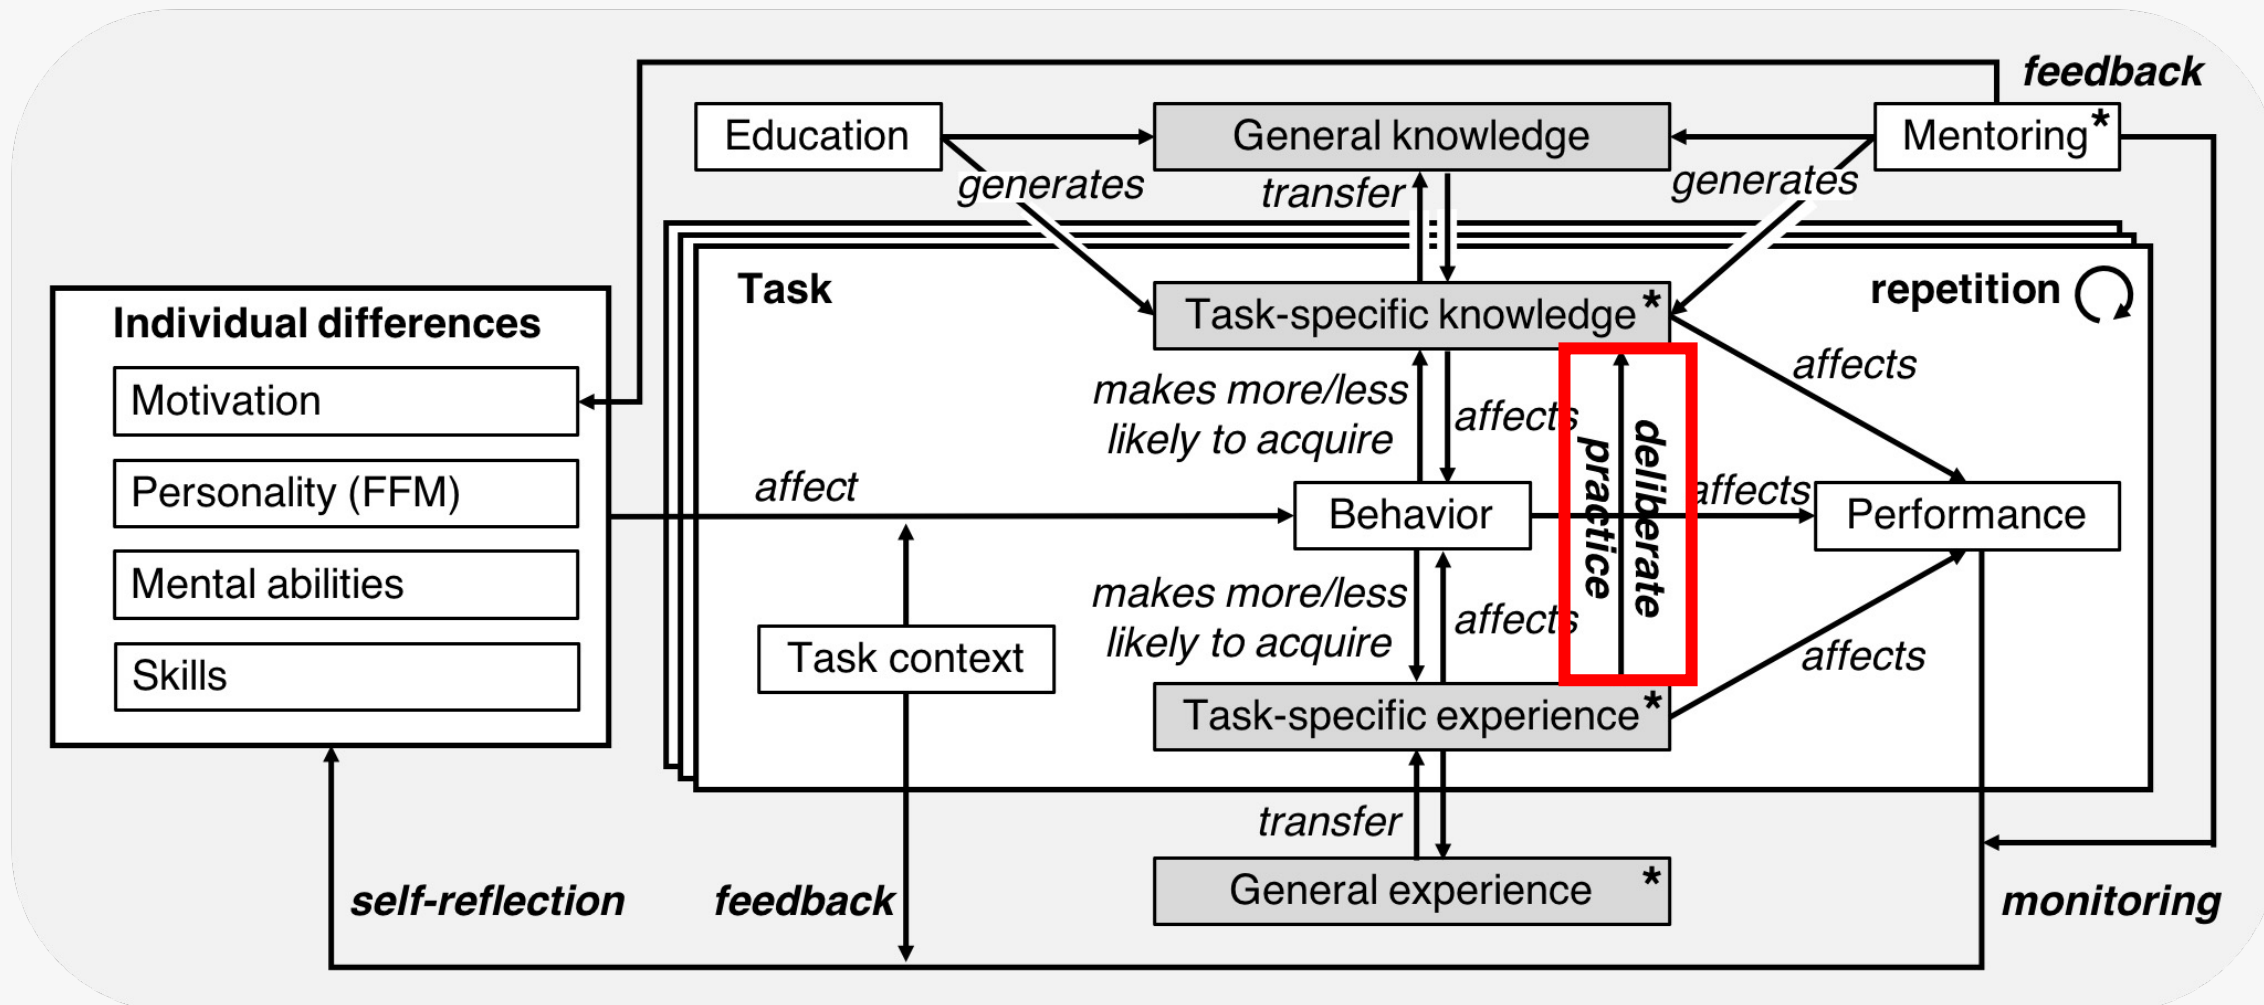 feedback
Education
General knowledge
Mentoring*
generates
transfer
generates
Task
repetition
Task-specific knowledge*
Individual differences
Motivation
Personality (FFM)
Mental abilities
Skills
makes more/less
likely to acquire
affects
affects
deliberate
practice
affect
Behavior
affects
Performance
makes more/less
likely to acquire
affects
affects
Task context
Task-specific experience*
transfer
General experience *
self-reflection
feedback
monitoring